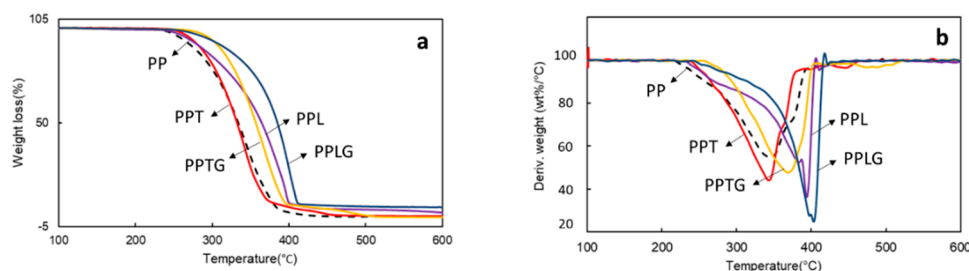 105
50
-5
Weight loss(%)
a
PP
PPT
PPL
PPTG
PPLG
100
200
300
400
500
600
Temperature(°C)
100
80
60
40
20
Deriv. weight (wt%/°C)
b
PP
PPL
PPT
PPLG
PPTG
100
200
300
400
500
600
Temperature(°C)